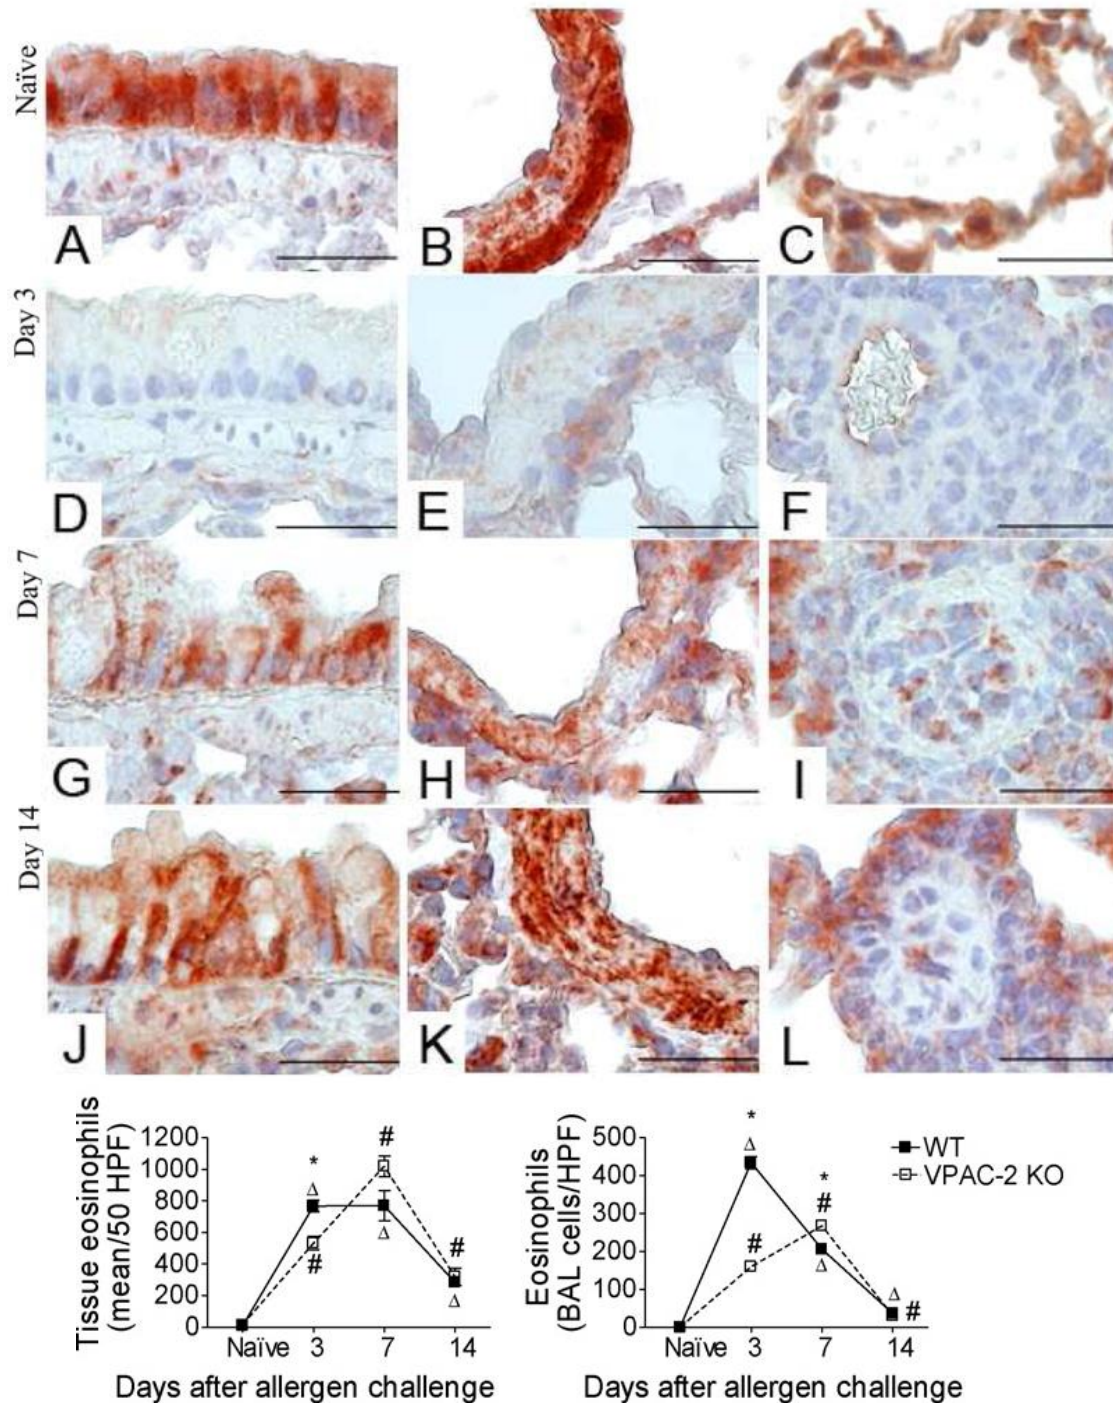 Naïve
A
B
C
Day 3
D
E
F
Day 7
G
H
I
Day 14
J
K
L
Tissue eosinophils
(mean/50 HPF)
1200
1000
800
600
400
200
0
* Δ #
# Δ
# Δ
Naïve 3 7 14
Days after allergen challenge
Eosinophils
(BAL cells/HPF)
500
400
300
200
100
0
* Δ #
* # Δ
Δ #
Naïve 3 7 14
Days after allergen challenge
WT
VPAC-2 KO